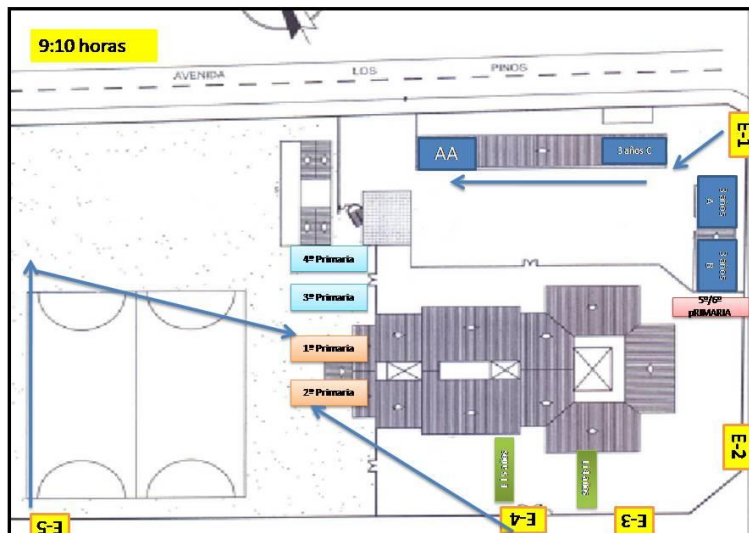 9:10 horas
AVENIDA LOS PINOS
E-1
AA
3 años C
3 años A
3 años B
4º Primaria
3º Primaria
5º/6º
pRIMARIA
1º Primaria
2º Primaria
E-2
E-5
E-4
E-3